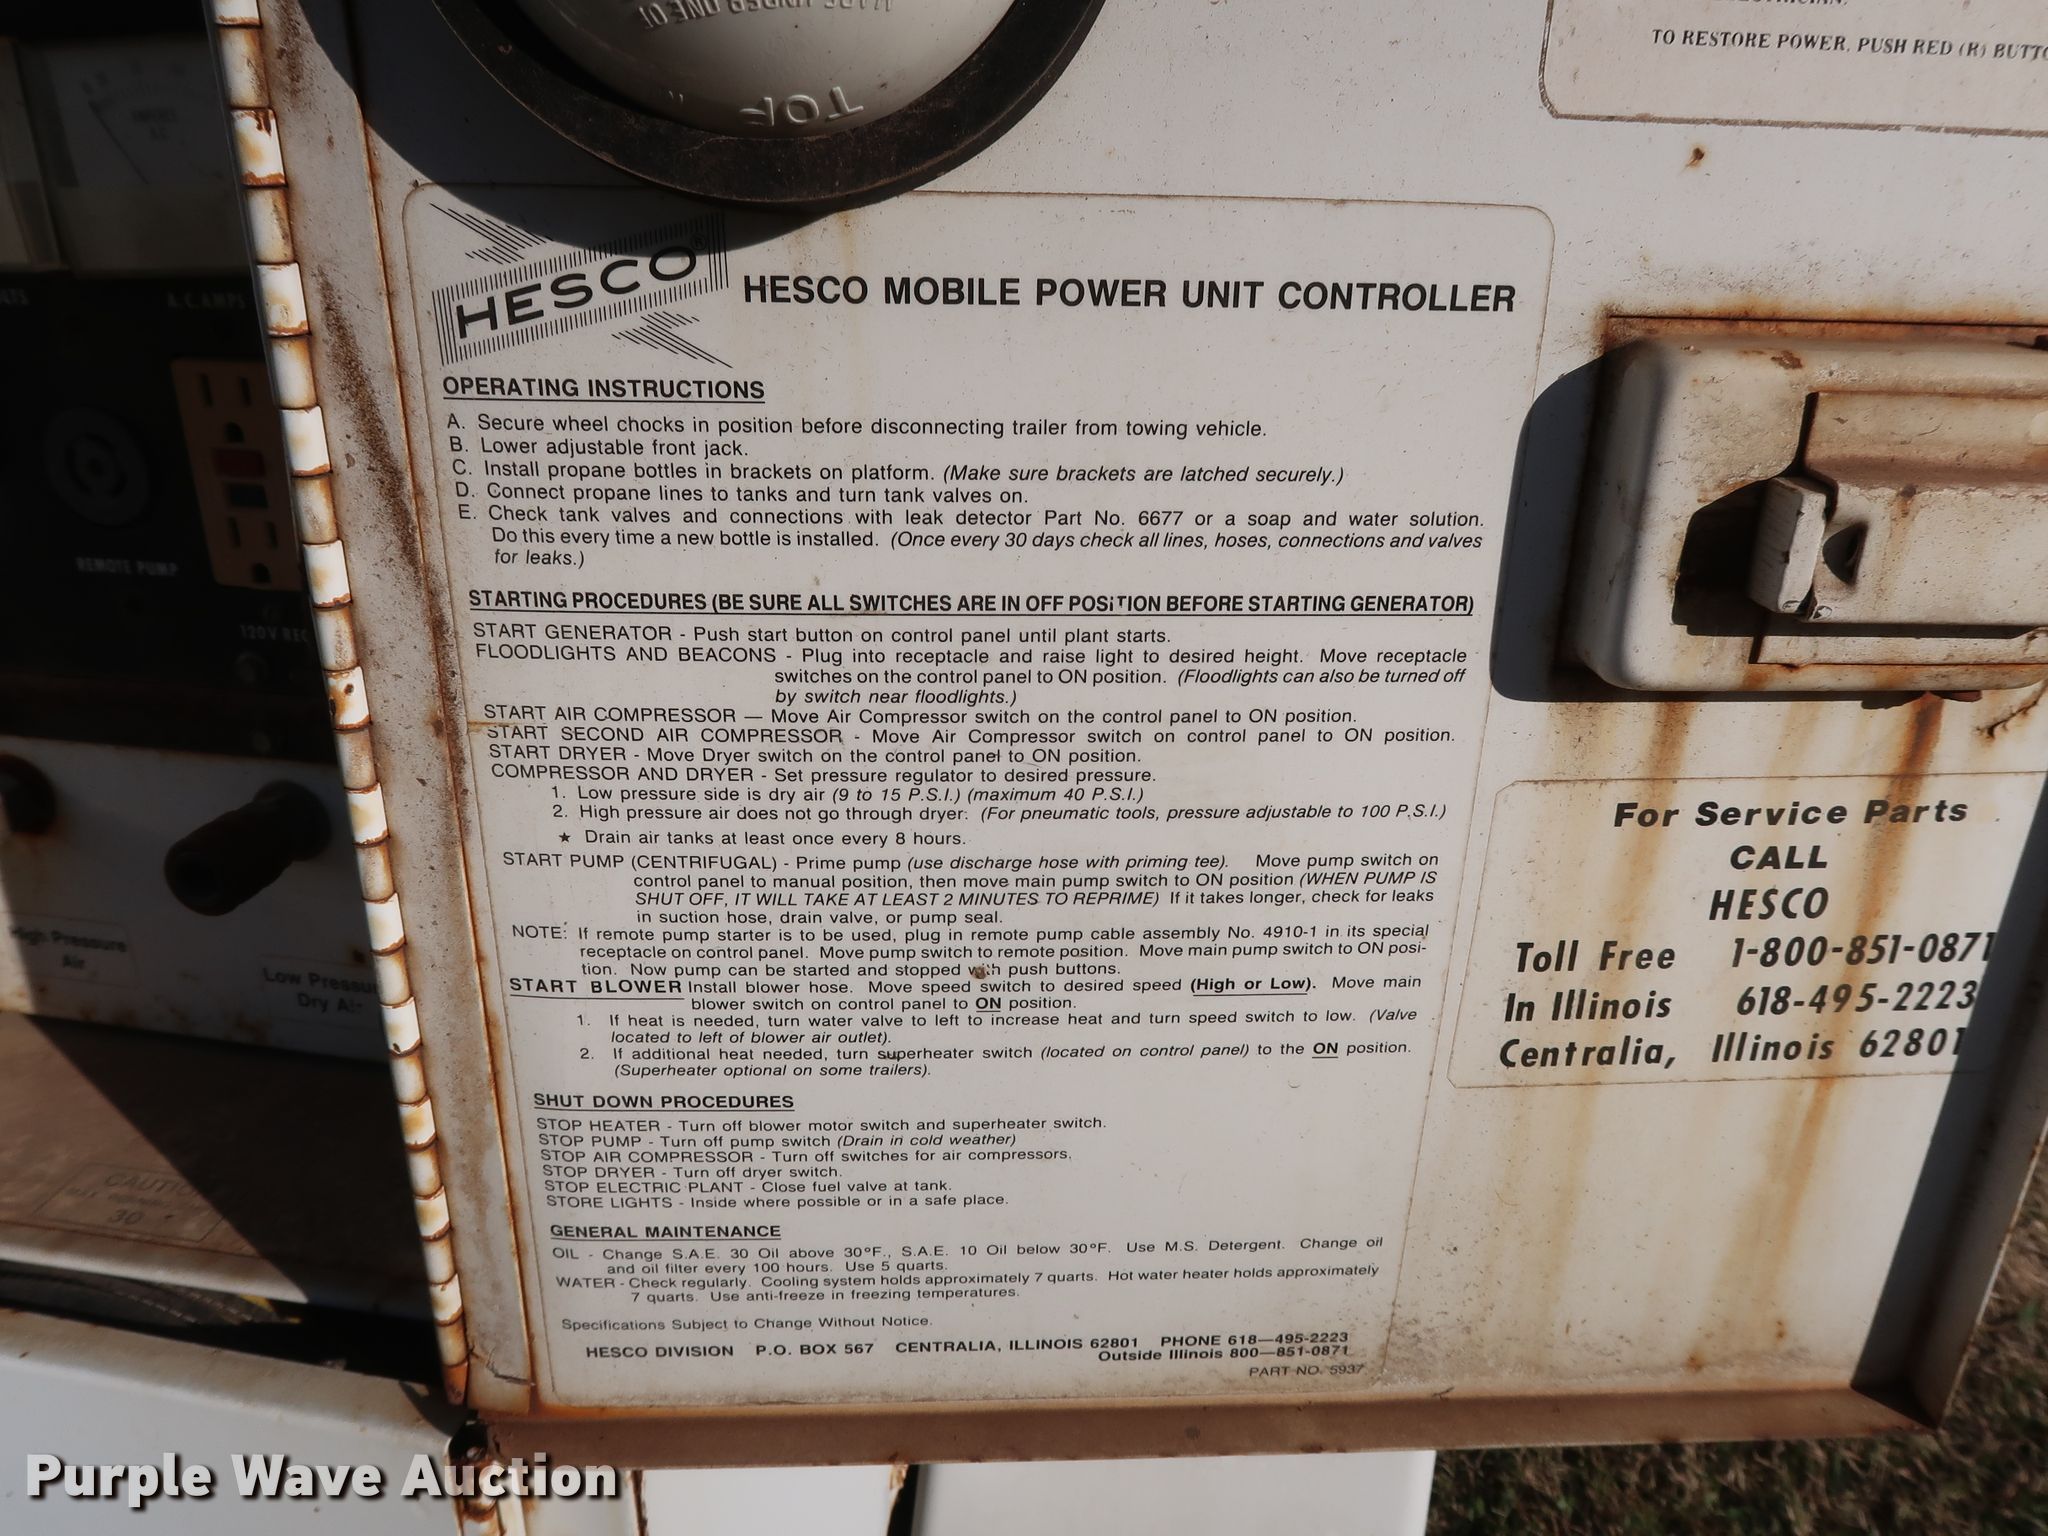 MADE UNDER ONE OF
ELECTRICIAN.
TO RESTORE POWER, PUSH RED (R)
HESCO®
HESCO MOBILE POWER UNIT CONTROLLER
OPERATING INSTRUCTIONS
A. Secure wheel chocks in position before disconnecting trailer from towing vehicle.
B. Lower adjustable front jack.
C. Install propane bottles in brackets on platform. (Make sure brackets are latched securely.)
D. Connect propane lines to tanks and turn tank valves on.
E. Check tank valves and connections with leak detector Part No. 6677 or a soap and water solution.
Do this every time a new bottle is installed. (Once every 30 days check all lines, hoses, connections and valves
for leaks.)
STARTING PROCEDURES (BE SURE ALL SWITCHES ARE IN OFF POSITION BEFORE STARTING GENERATOR)
START GENERATOR - Push start button on control panel until plant starts.
FLOODLIGHTS AND BEACONS - Plug into receptacle and raise light to desired height. Move receptacle
switches on the control panel to ON position. (Floodlights can also be turned off
by switch near floodlights.)
START AIR COMPRESSOR — Move Air Compressor switch on the control panel to ON position.
START SECOND AIR COMPRESSOR - Move Air Compressor switch on control panel to ON position.
START DRYER - Move Dryer switch on the control panel to ON position.
COMPRESSOR AND DRYER - Set pressure regulator to desired pressure.
1. Low pressure side is dry air (9 to 15 P.S.I.) (maximum 40 P.S.I.)
2. High pressure air does not go through dryer. (For pneumatic tools, pressure adjustable to 100 P.S.I.)
★ Drain air tanks at least once every 8 hours.
START PUMP (CENTRIFUGAL) - Prime pump (use discharge hose with priming tee). Move pump switch on
control panel to manual position, then move main pump switch to ON position (WHEN PUMP IS
SHUT OFF, IT WILL TAKE AT LEAST 2 MINUTES TO REPRIME) If it takes longer, check for leaks
in suction hose, drain valve, or pump seal.
NOTE: If remote pump starter is to be used, plug in remote pump cable assembly No. 4910-1 in its special
receptacle on control panel. Move pump switch to remote position. Move main pump switch to ON posi-
tion. Now pump can be started and stopped with push buttons.
START BLOWER Install blower hose. Move speed switch to desired speed (High or Low). Move main
blower switch on control panel to ON position.
1. If heat is needed, turn water valve to left to increase heat and turn speed switch to low. (Valve
located to left of blower air outlet).
2. If additional heat needed, turn superheater switch (located on control panel) to the ON position.
(Superheater optional on some trailers).
SHUT DOWN PROCEDURES
STOP HEATER - Turn off blower motor switch and superheater switch.
STOP PUMP - Turn off pump switch (Drain in cold weather)
STOP AIR COMPRESSOR - Turn off switches for air compressors.
STOP DRYER - Turn off dryer switch.
STOP ELECTRIC PLANT - Close fuel valve at tank.
STORE LIGHTS - Inside where possible or in a safe place.
GENERAL MAINTENANCE
OIL - Change S.A.E. 30 Oil above 30°F., S.A.E. 10 Oil below 30°F. Use M.S. Detergent. Change oil
and oil filter every 100 hours. Use 5 quarts.
WATER - Check regularly. Cooling system holds approximately 7 quarts. Hot water heater holds approximately
7 quarts. Use anti-freeze in freezing temperatures.
Specifications Subject to Change Without Notice.
HESCO DIVISION P.O. BOX 567 CENTRALIA, ILLINOIS 62801 PHONE 618—495-2223
Outside Illinois 800—851-0871
PART NO. 5937
For Service Parts
CALL
HESCO
Toll Free 1-800-851-0871
In Illinois 618-495-2223
Centralia, Illinois 62801
AMPERES
AC
A.C. AMPS
REMOTE PUMP
120V REC
High Pressure
Air
Low Pressure
Dry Air
CAUTION
30
Purple Wave Auction